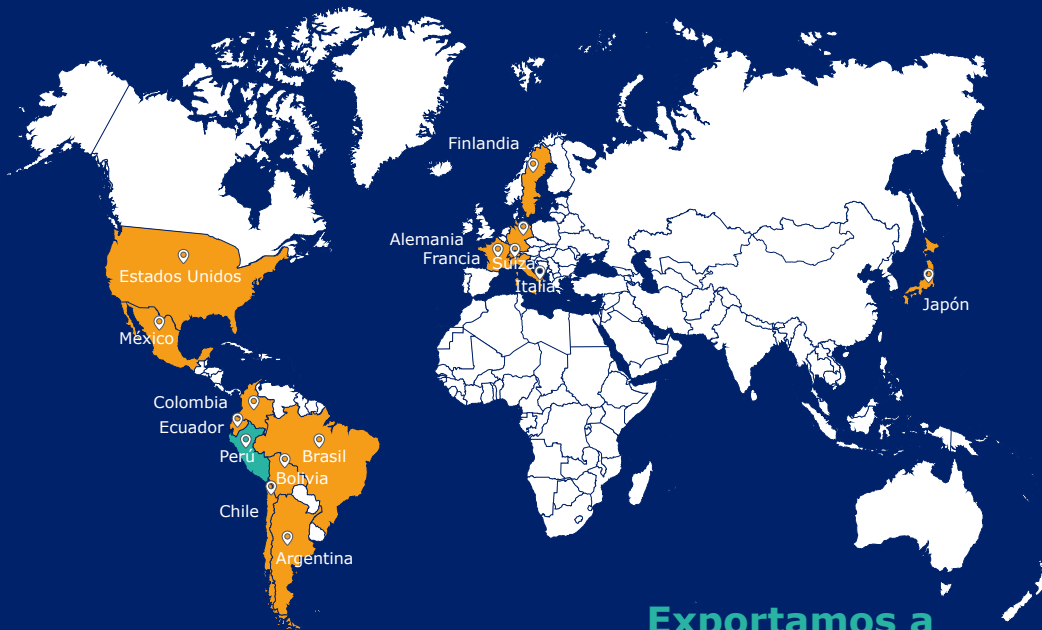 Finlandia
Alemania
Francia
Suiza
Italia
Estados Unidos
Japón
México
Colombia
Ecuador
Perú
Brasil
Bolivia
Chile
Argentina
Exportamos a